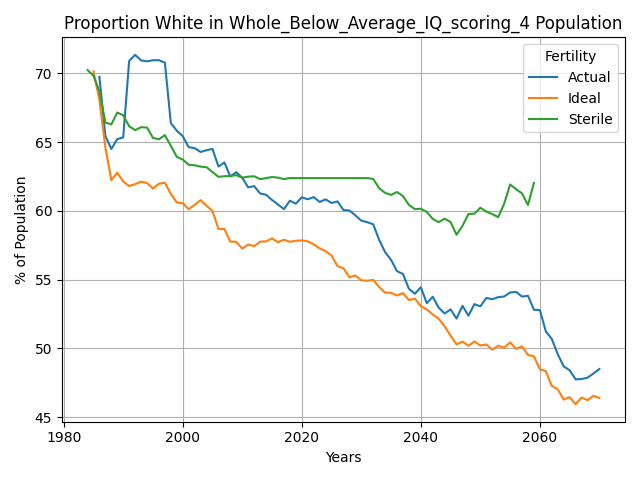 Proportion White in Whole_Below_Average_IQ_scoring_4 Population
% of Population
70
65
60
55
50
45
1980
2000
2020
2040
2060
Years
Fertility
Actual
Ideal
Sterile